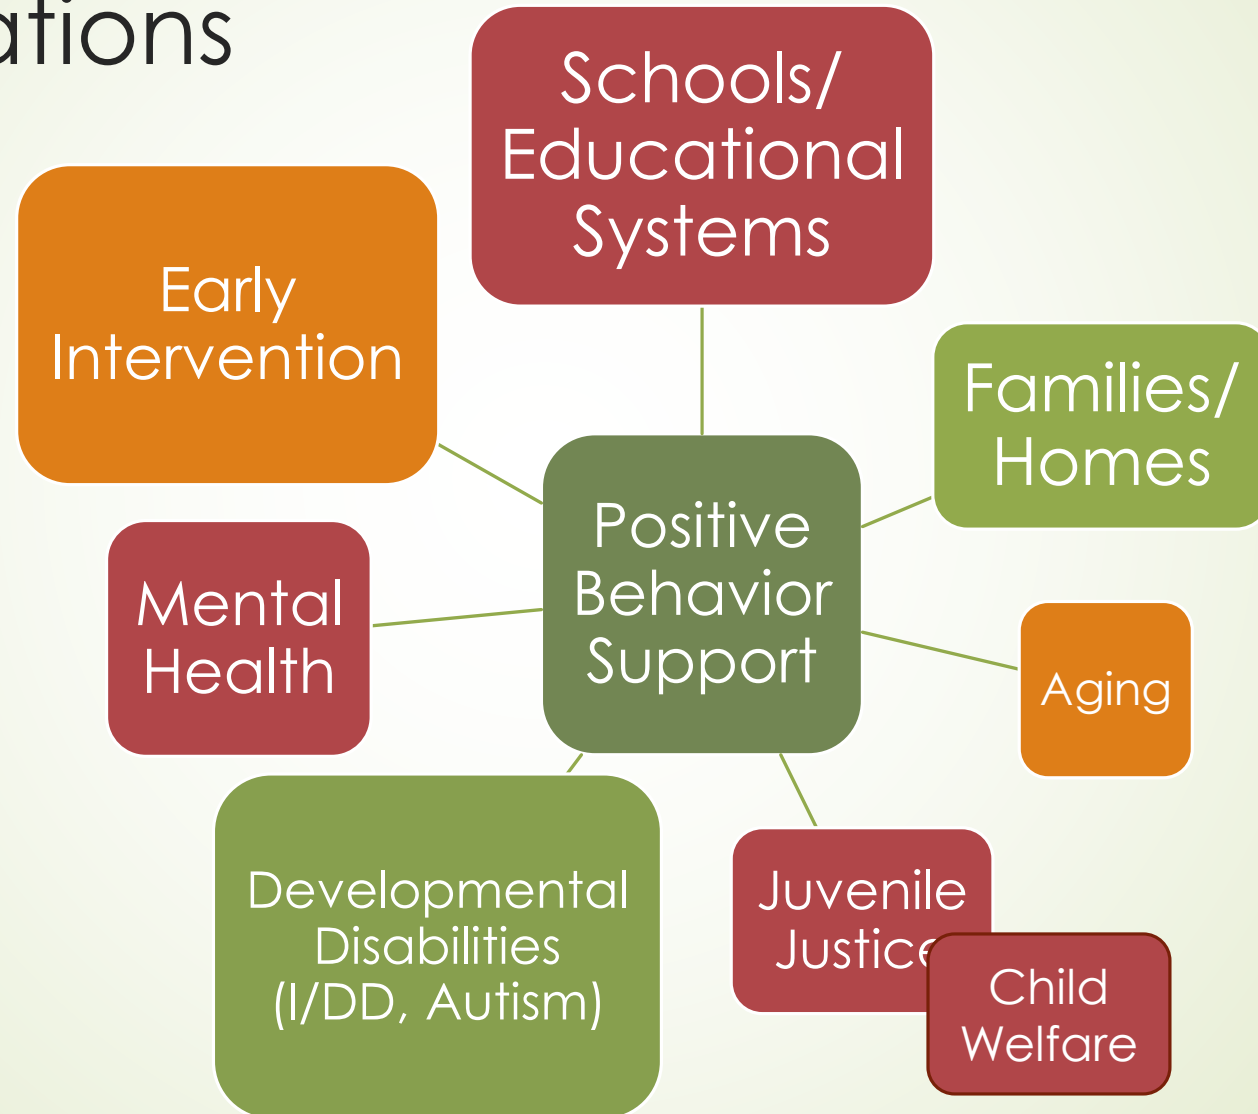 ations
Schools/
Educational
Systems
Early
Intervention
Families/
Homes
Positive
Behavior
Support
Mental
Health
Aging
Developmental
Disabilities
(I/DD, Autism)
Juvenile
Justice
Child
Welfare